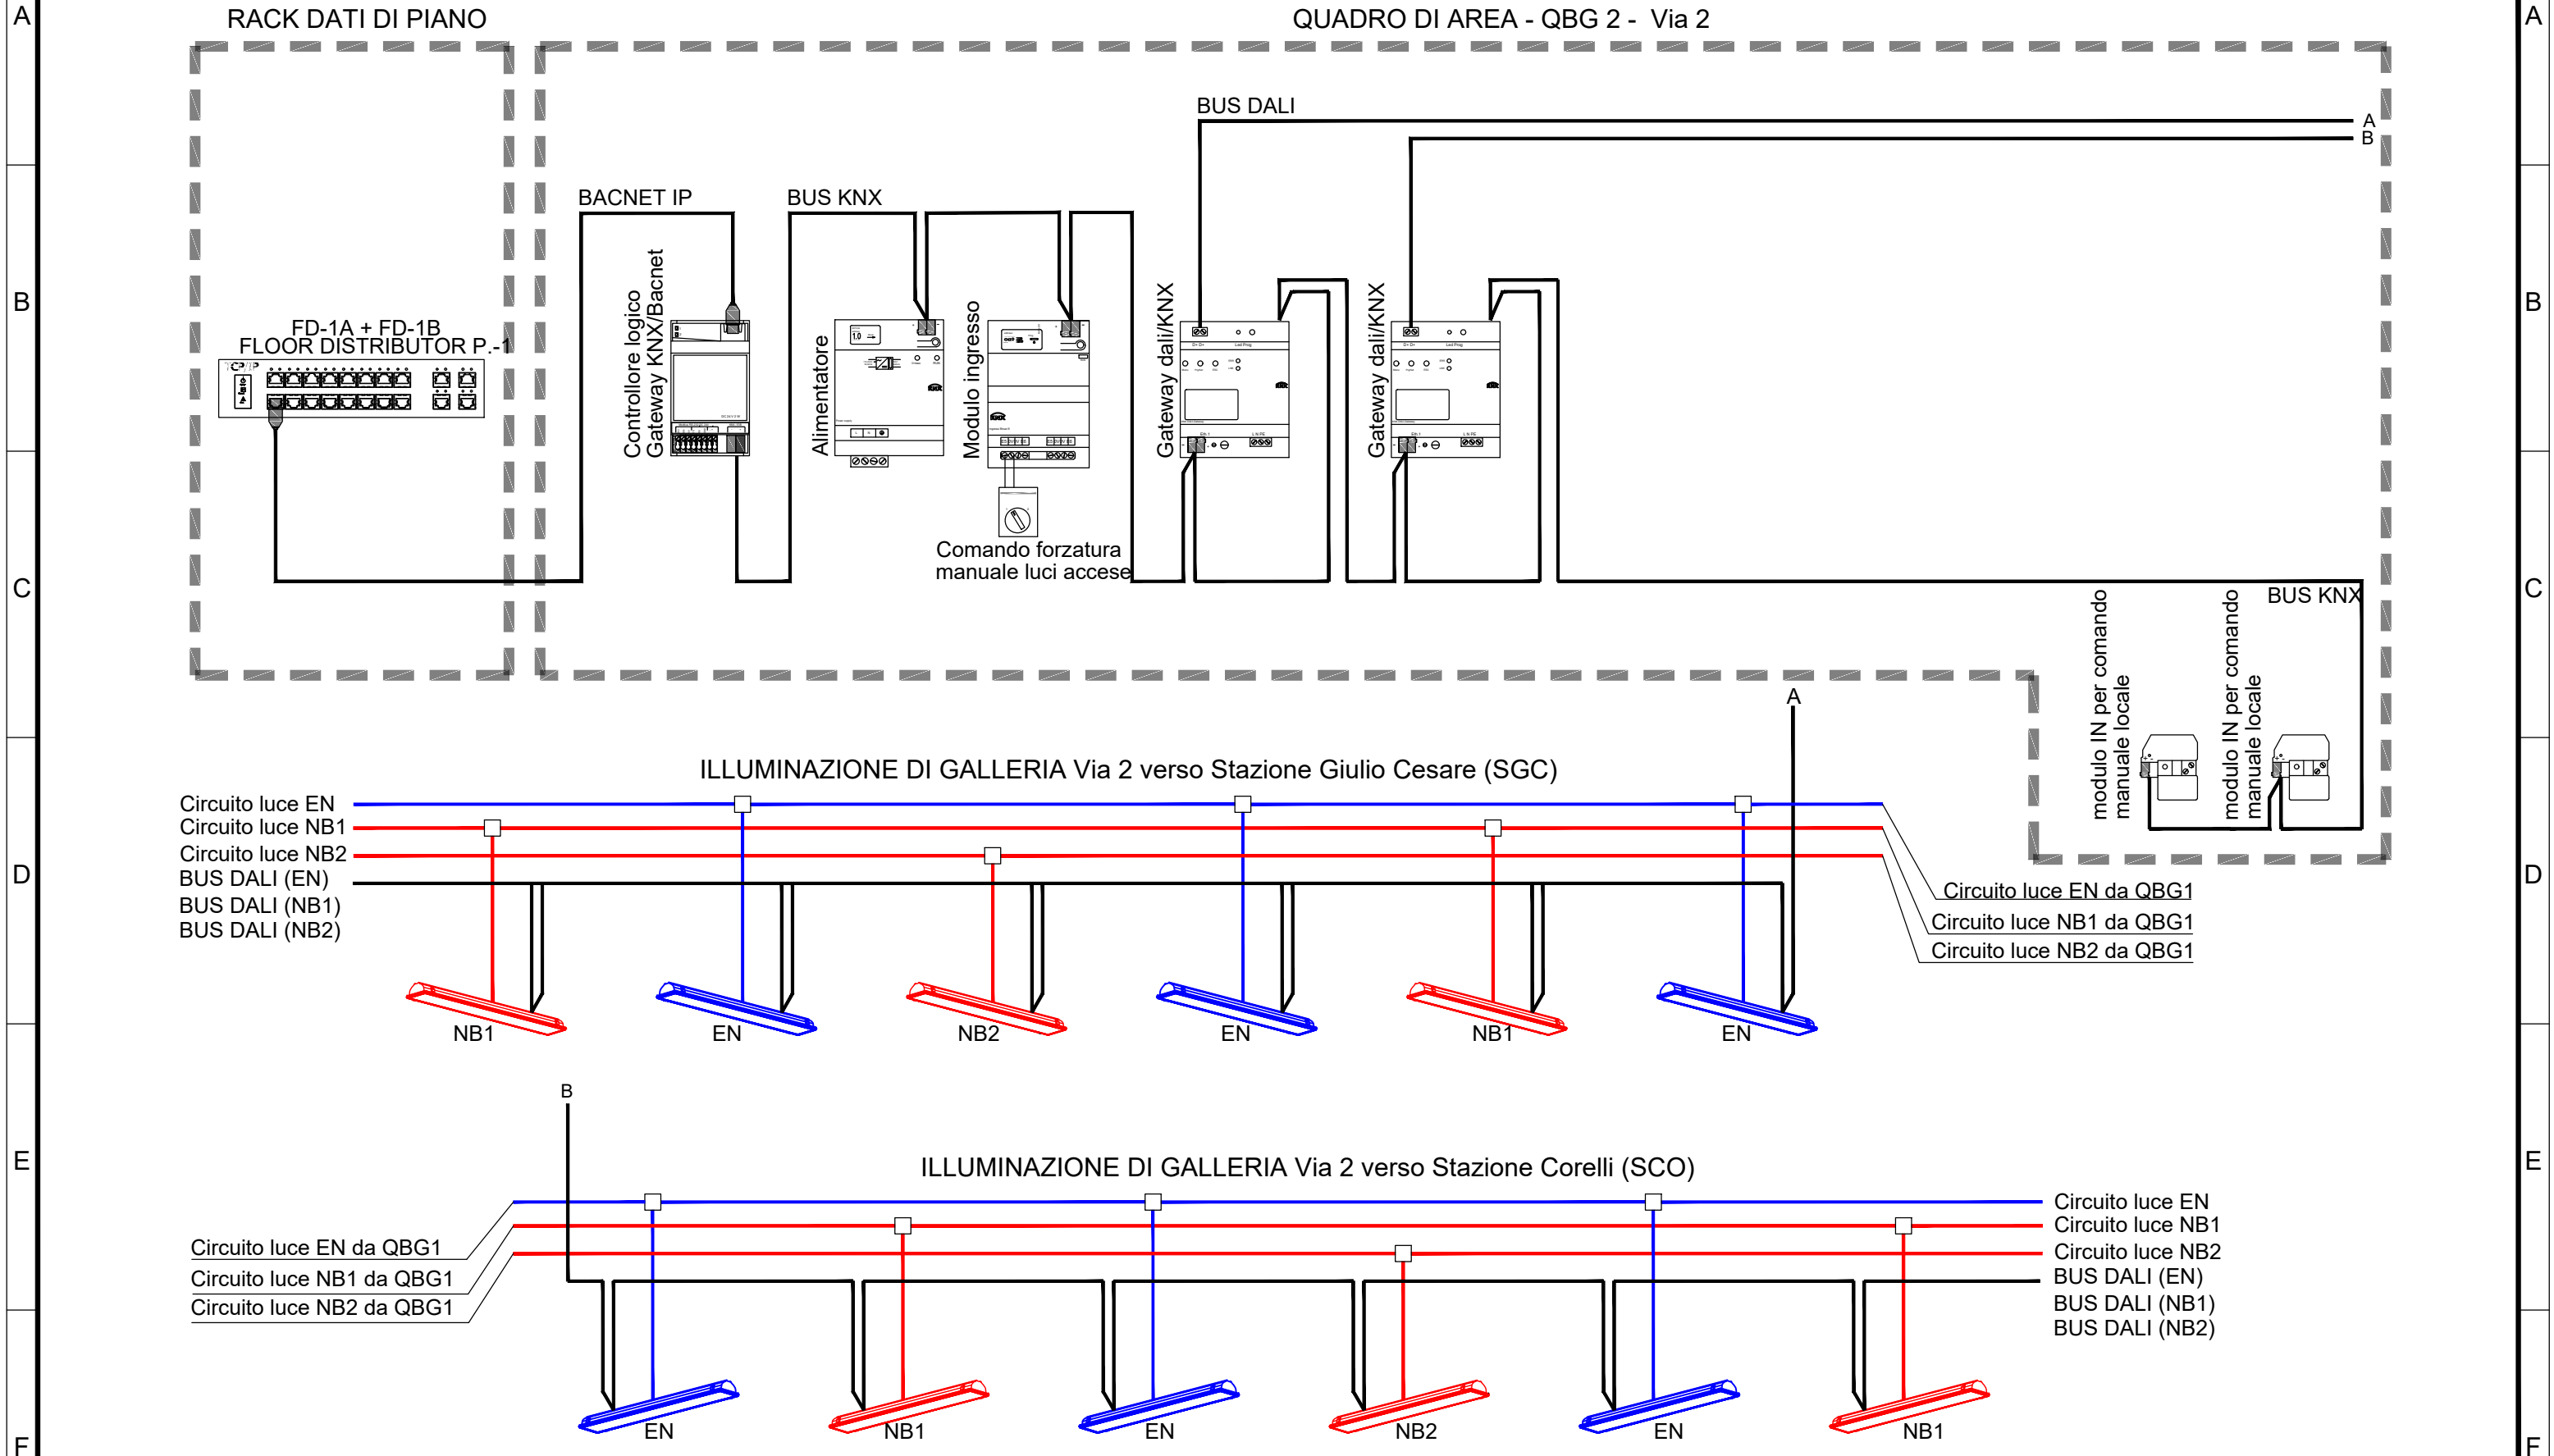 RACK DATI DI PIANO
QUADRO DI AREA - QBG 2 - Via 2
A
A
BUS DALI
A
B
BACNET IP
BUS KNX
B
B
FD-1A + FD-1B
FLOOR DISTRIBUTOR P.-1
TCP/IP
Controllore logico
Gateway KNX/Bacnet
Alimentatore
Modulo ingresso
Gateway dali/KNX
Gateway dali/KNX
Comando forzatura
manuale luci accese
C
C
BUS KNX
modulo IN per comando
manuale locale
modulo IN per comando
manuale locale
A
ILLUMINAZIONE DI GALLERIA Via 2 verso Stazione Giulio Cesare (SGC)
Circuito luce EN
Circuito luce NB1
Circuito luce NB2
BUS DALI (EN)
BUS DALI (NB1)
BUS DALI (NB2)
D
D
Circuito luce EN da QBG1
Circuito luce NB1 da QBG1
Circuito luce NB2 da QBG1
NB1
EN
NB2
EN
NB1
EN
B
E
E
ILLUMINAZIONE DI GALLERIA Via 2 verso Stazione Corelli (SCO)
Circuito luce EN da QBG1
Circuito luce NB1 da QBG1
Circuito luce NB2 da QBG1
Circuito luce EN
Circuito luce NB1
Circuito luce NB2
BUS DALI (EN)
BUS DALI (NB1)
BUS DALI (NB2)
EN
NB1
EN
NB2
EN
NB1
F
F